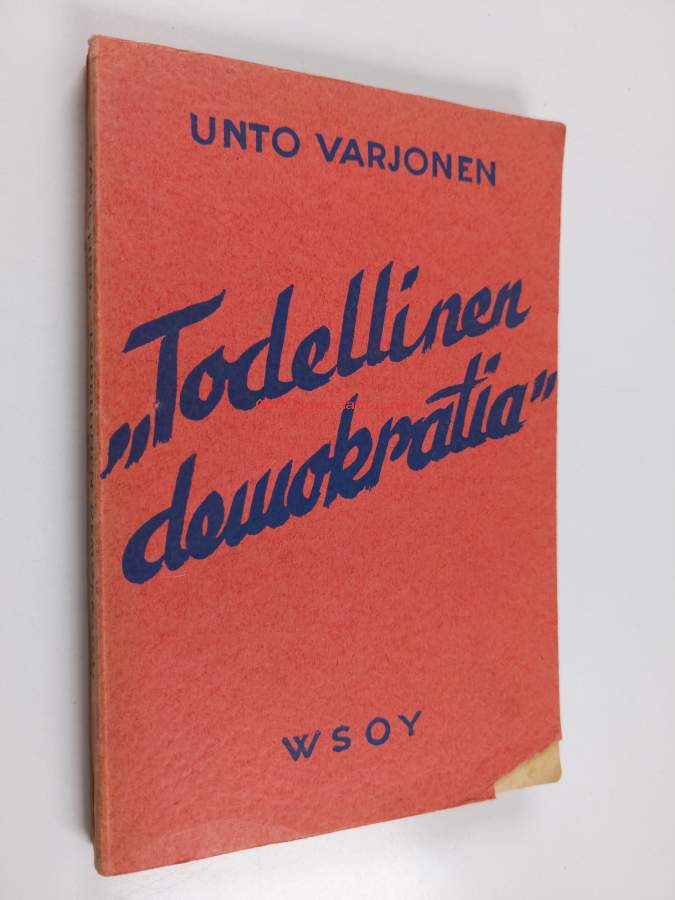 UNTO VARJONEN
„Todellinen
demokratia”
WSOY